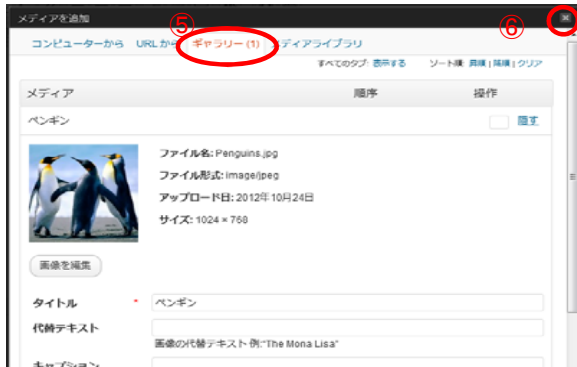 メディアを追加
⑤ ⑥
コンピューターから URLから ギャラリー (1) メディアライブラリ
すべてのタブ: 表示する ソート順: 昇順 | 降順 | クリア
メディア 順序 操作
ペンギン 隠す
ファイル名: Penguins.jpg
ファイル形式: image/jpeg
アップロード日: 2012年10月24日
サイズ: 1024 × 768
画像を編集
タイトル * ペンギン
代替テキスト
画像の代替テキスト 例:"The Mona Lisa"
キャプション